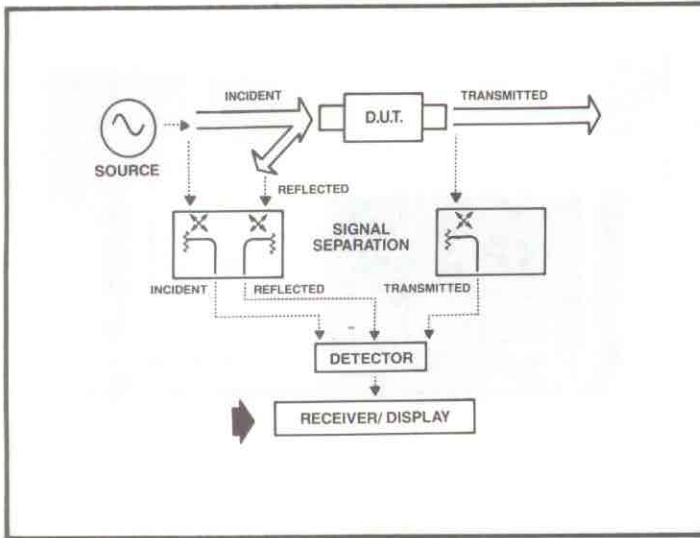 INCIDENT
TRANSMITTED
D.U.T.
SOURCE
REFLECTED
SIGNAL
SEPARATION
INCIDENT
REFLECTED
TRANSMITTED
DETECTOR
RECEIVER/ DISPLAY